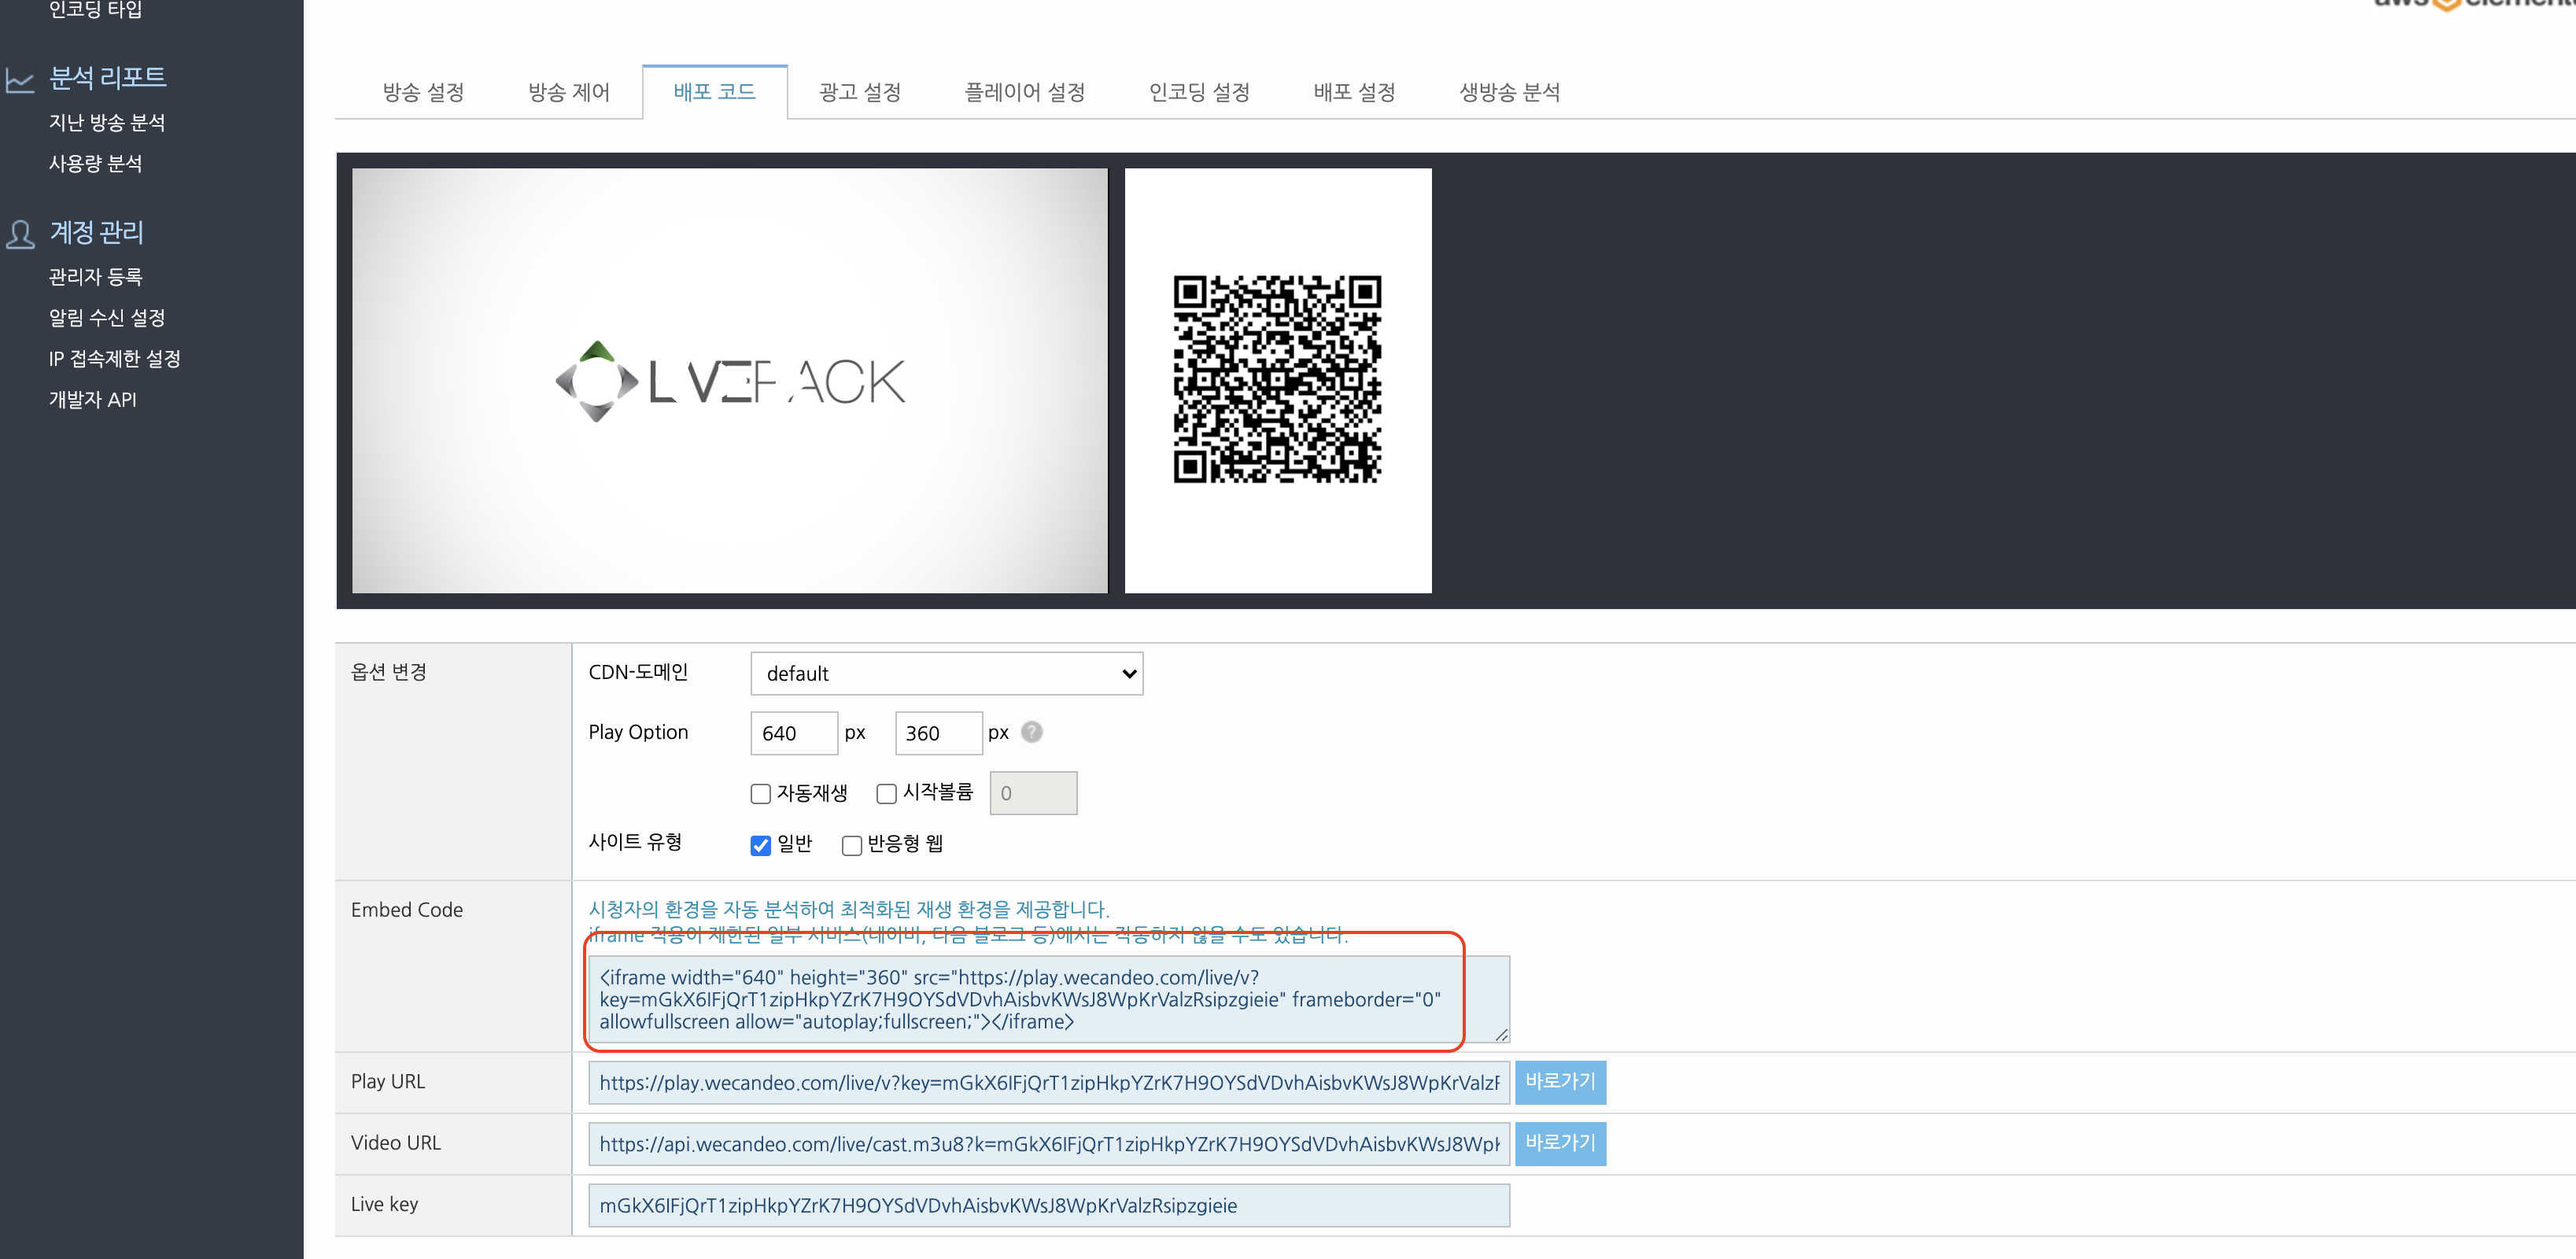 인코딩 타입
분석 리포트
지난 방송 분석
사용량 분석
계정 관리
관리자 등록
알림 수신 설정
IP 접속제한 설정
개발자 API
방송 설정
방송 제어
배포 코드
광고 설정
플레이어 설정
인코딩 설정
배포 설정
생방송 분석
옵션 변경
CDN-도메인
default
Play Option
640 px 360 px ?
자동재생 시작볼륨 0
사이트 유형
일반 반응형 웹
Embed Code
시청자의 환경을 자동 분석하여 최적화된 재생 환경을 제공합니다.
iframe 적용이 제한된 일부 서비스(네이버, 다음 블로그 등)에서는 작동하지 않을 수도 있습니다.
<iframe width="640" height="360" src="https://play.wecandeo.com/live/v?
key=mGkX6IFjQrT1zipHkpYZrK7H9OYSdVDvhAisbvKWsJ8WpKrValzRsipzgieie" frameborder="0"
allowfullscreen allow="autoplay;fullscreen;"></iframe>
Play URL
https://play.wecandeo.com/live/v?key=mGkX6IFjQrT1zipHkpYZrK7H9OYSdVDvhAisbvKWsJ8WpKrValz
바로가기
Video URL
https://api.wecandeo.com/live/cast.m3u8?k=mGkX6IFjQrT1zipHkpYZrK7H9OYSdVDvhAisbvKWsJ8Wp
바로가기
Live key
mGkX6IFjQrT1zipHkpYZrK7H9OYSdVDvhAisbvKWsJ8WpKrValzRsipzgieie